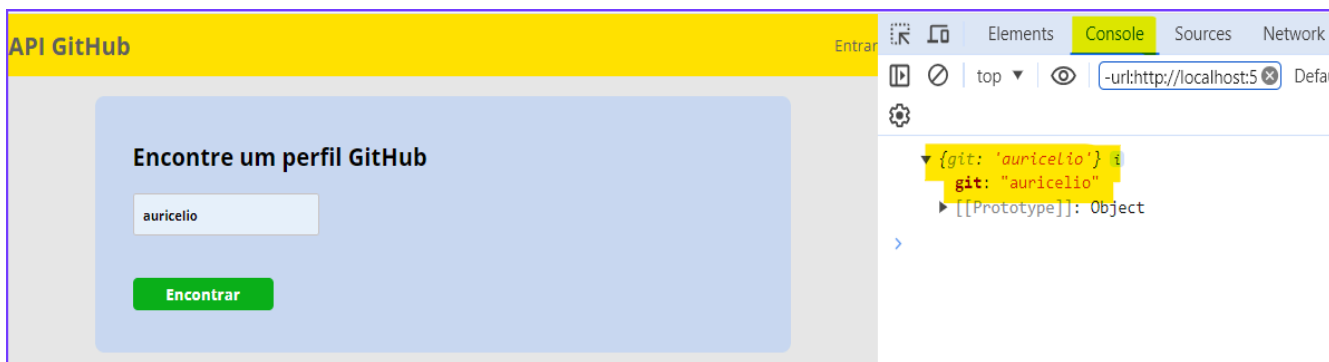 API GitHub
Entrar
Encontre um perfil GitHub
auricelio
Encontrar
Elements Console Sources Network
top ▼ -url:http://localhost:5 Defau
▼ {git: 'auricelio'} i
git: "auricelio"
▶ [[Prototype]]: Object
>